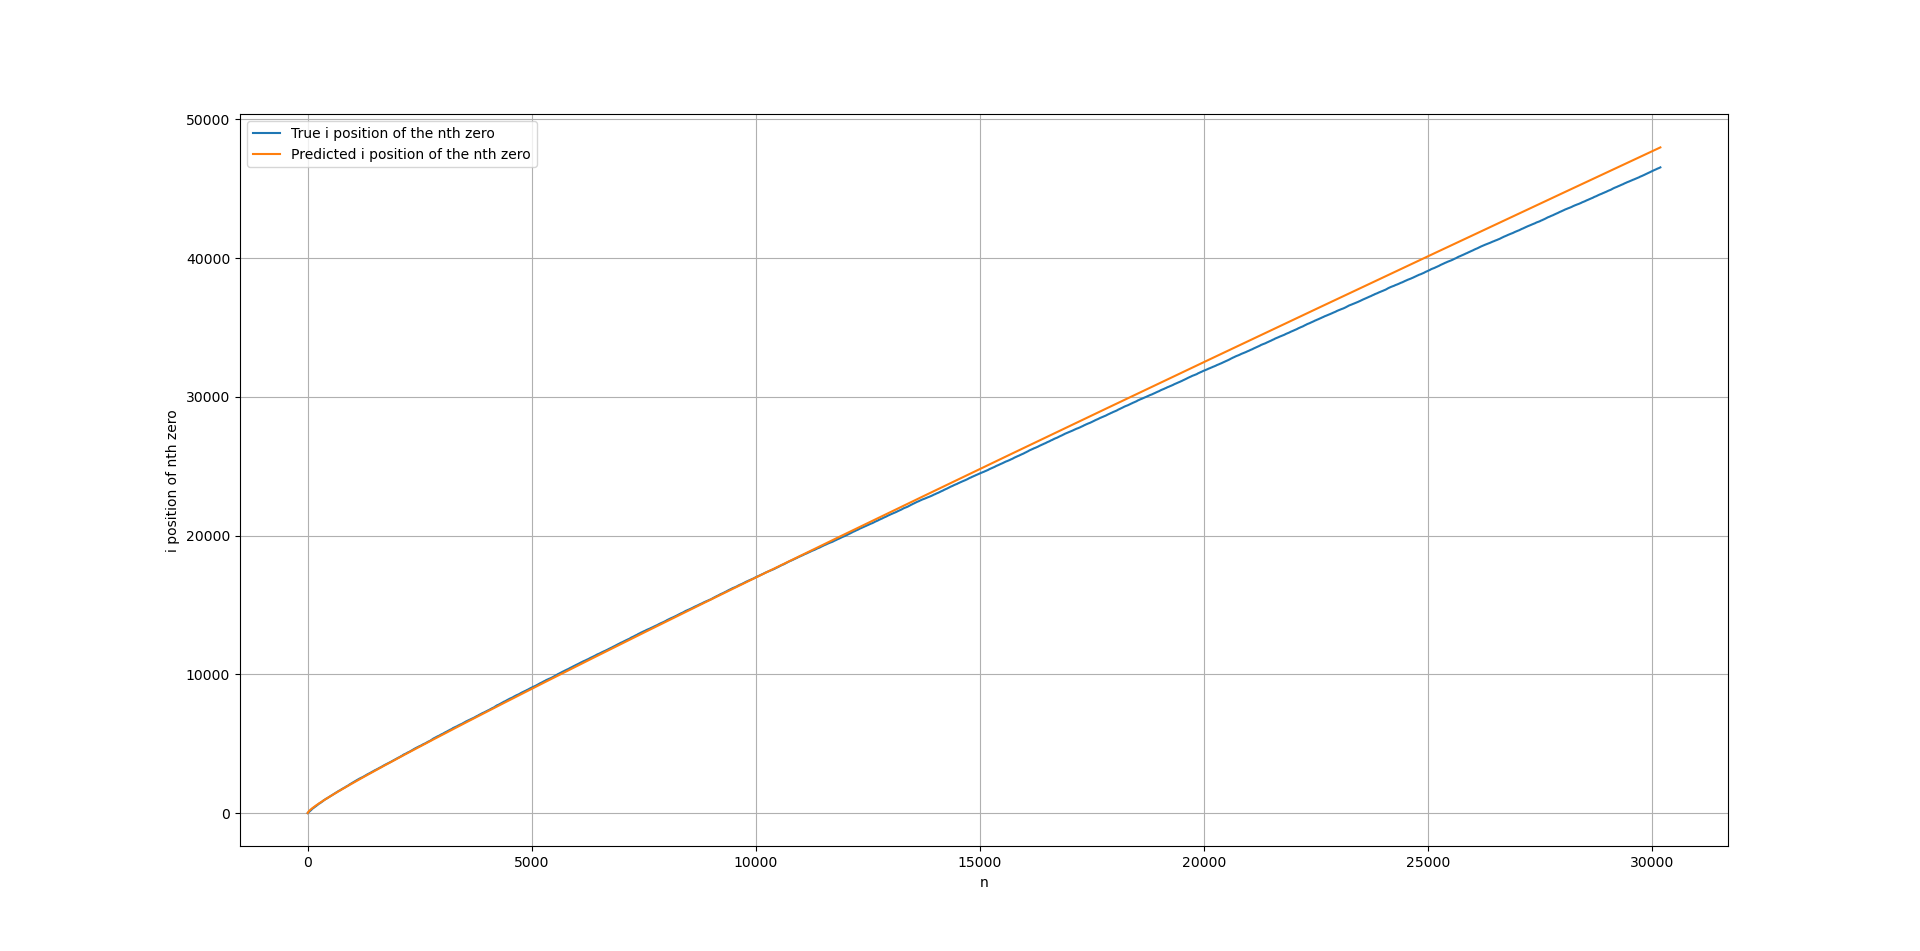 50000
True i position of the nth zero
Predicted i position of the nth zero
40000
30000
i position of nth zero
20000
10000
0
0 5000 10000 15000 20000 25000 30000
n